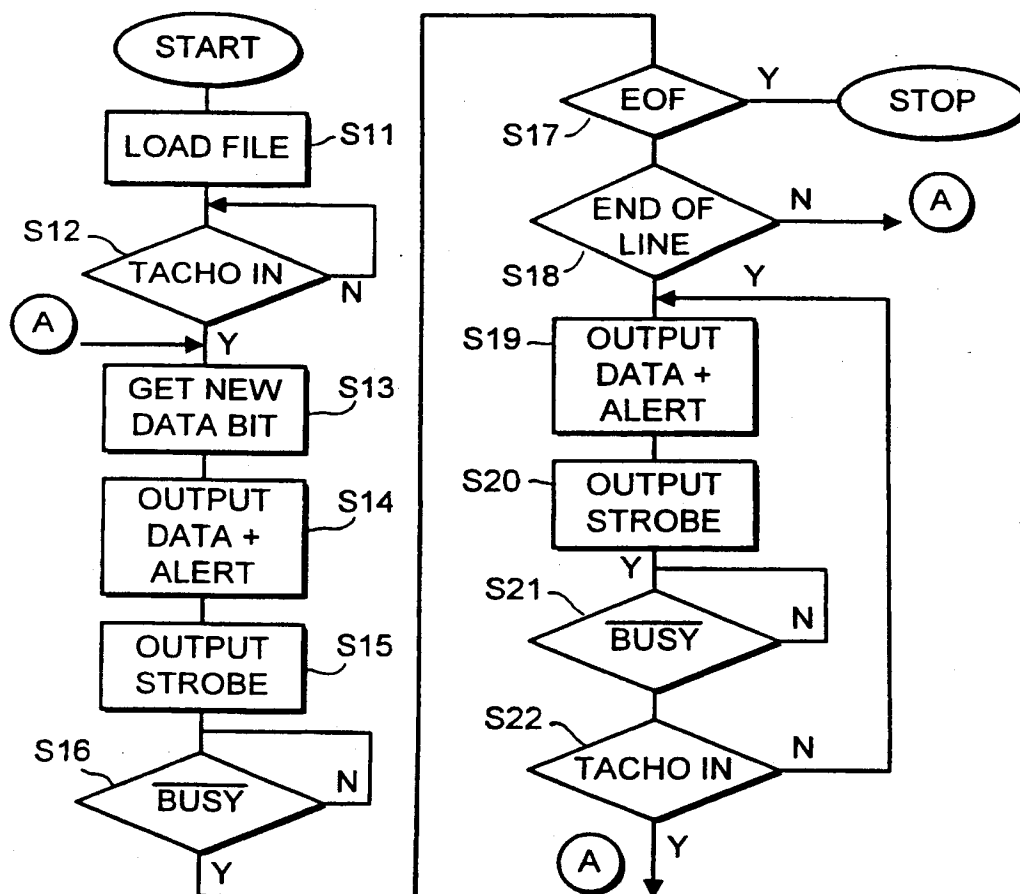 START
LOAD FILE
S11
S12
TACHO IN
N
A
Y
GET NEW
DATA BIT
S13
OUTPUT
DATA +
ALERT
S14
OUTPUT
STROBE
S15
S16
B̅U̅S̅Y̅
N
Y
EOF
Y
STOP
S17
END OF
LINE
N
A
S18
Y
S19
OUTPUT
DATA +
ALERT
S20
OUTPUT
STROBE
Y
S21
B̅U̅S̅Y̅
N
S22
TACHO IN
N
A
Y